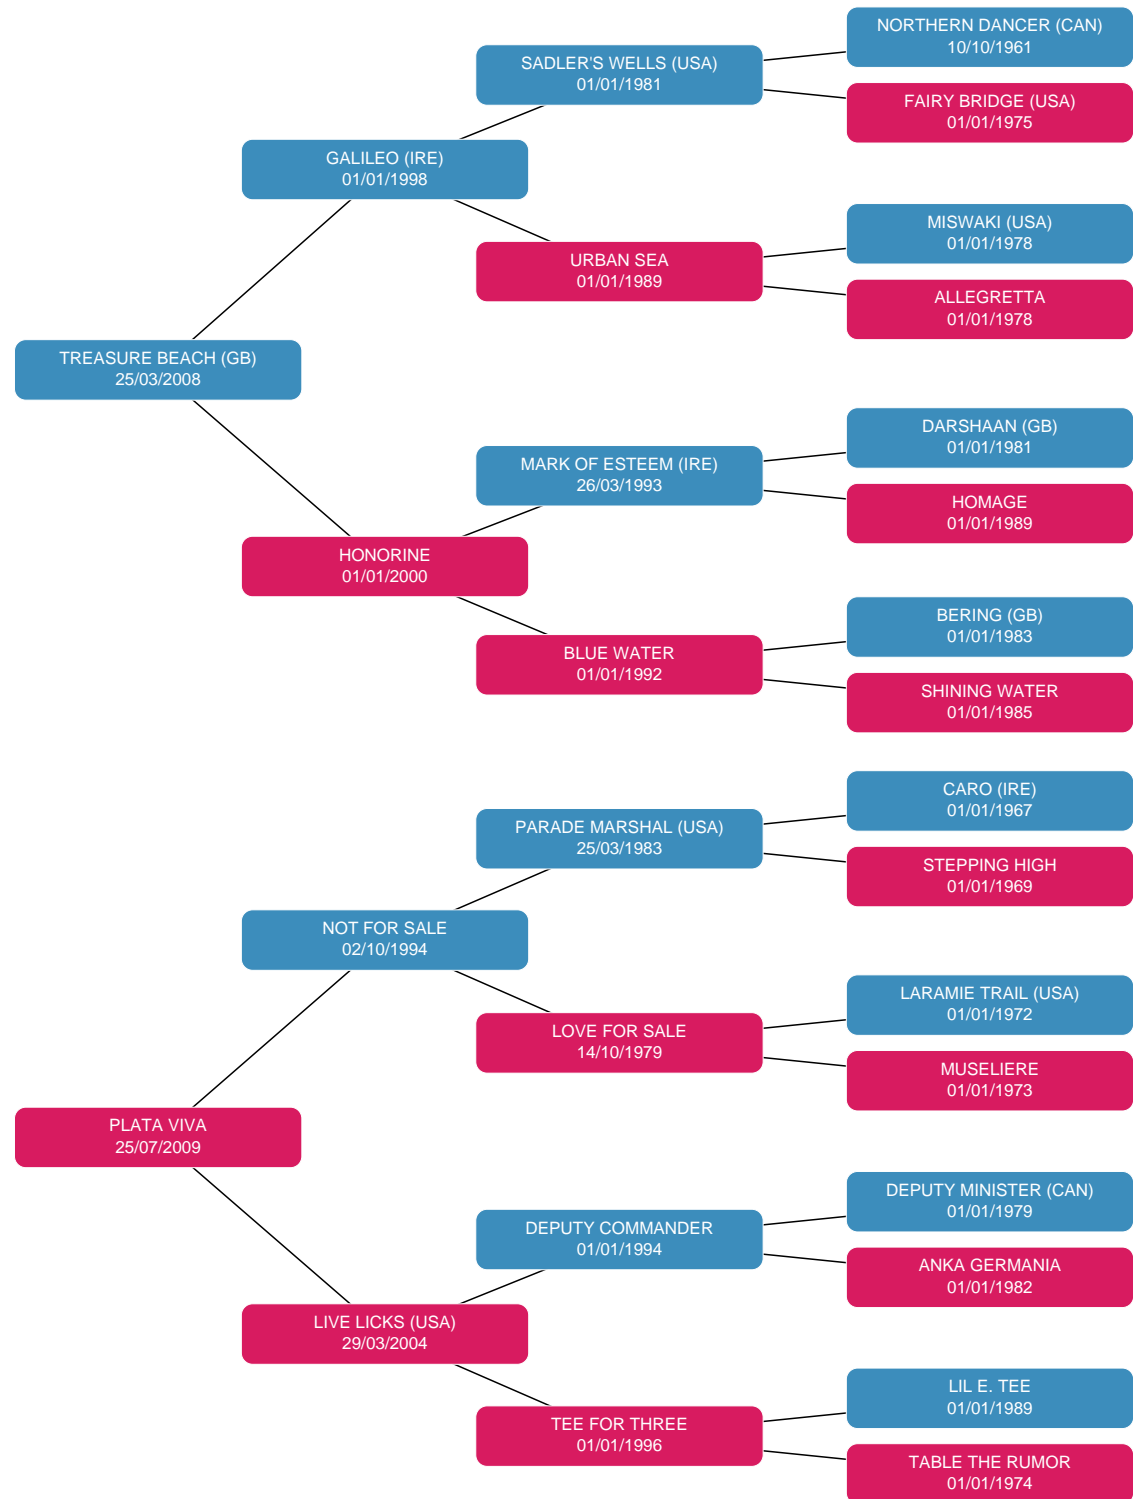 NORTHERN DANCER (CAN)
10/10/1961
SADLER'S WELLS (USA)
01/01/1981
FAIRY BRIDGE (USA)
01/01/1975
GALILEO (IRE)
01/01/1998
MISWAKI (USA)
01/01/1978
URBAN SEA
01/01/1989
ALLEGRETTA
01/01/1978
TREASURE BEACH (GB)
25/03/2008
DARSHAAN (GB)
01/01/1981
MARK OF ESTEEM (IRE)
26/03/1993
HOMAGE
01/01/1989
HONORINE
01/01/2000
BERING (GB)
01/01/1983
BLUE WATER
01/01/1992
SHINING WATER
01/01/1985
CARO (IRE)
01/01/1967
PARADE MARSHAL (USA)
25/03/1983
STEPPING HIGH
01/01/1969
NOT FOR SALE
02/10/1994
LARAMIE TRAIL (USA)
01/01/1972
LOVE FOR SALE
14/10/1979
MUSELIERE
01/01/1973
PLATA VIVA
25/07/2009
DEPUTY MINISTER (CAN)
01/01/1979
DEPUTY COMMANDER
01/01/1994
ANKA GERMANIA
01/01/1982
LIVE LICKS (USA)
29/03/2004
LIL E. TEE
01/01/1989
TEE FOR THREE
01/01/1996
TABLE THE RUMOR
01/01/1974